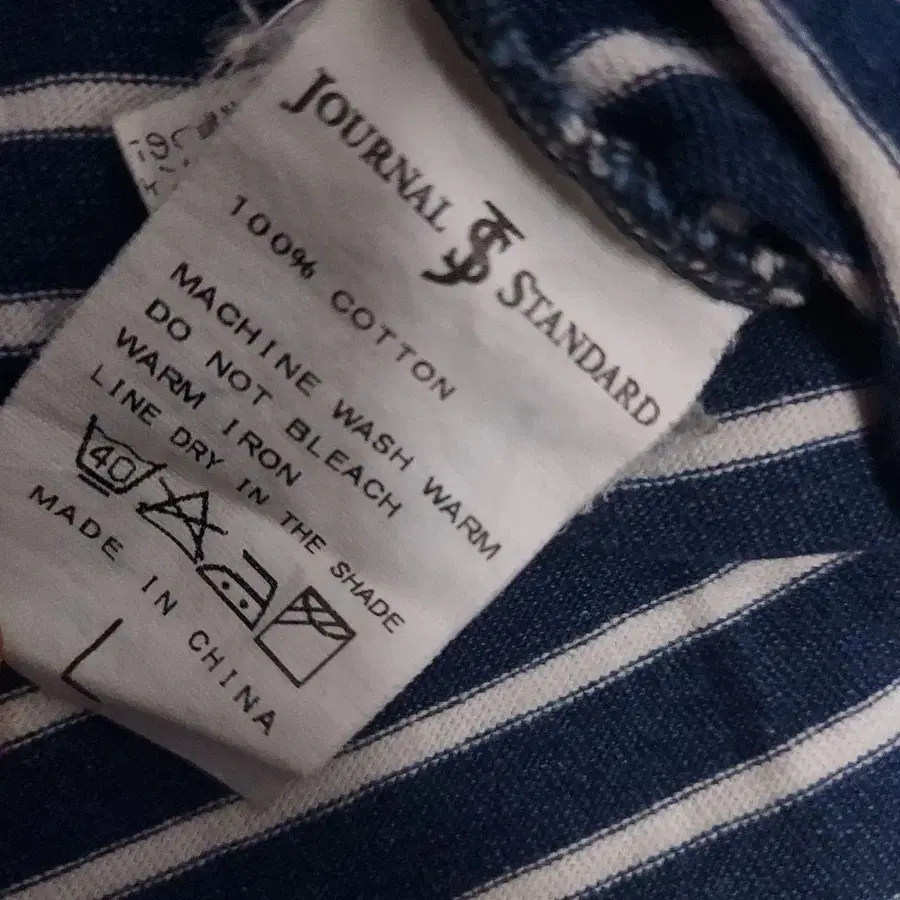 JOURNAL JS STANDARD
100% COTTON
MACHINE WASH WARM
DO NOT BLEACH
WARM IRON
LINE DRY IN THE SHADE
40
MADE IN CHINA
L